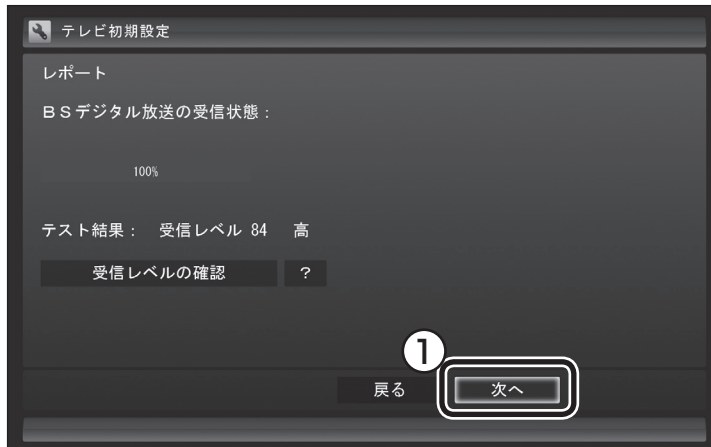 テレビ初期設定
レポート
ＢＳデジタル放送の受信状態：
100%
テスト結果： 受信レベル 84 高
受信レベルの確認 ？
①
戻る 次へ